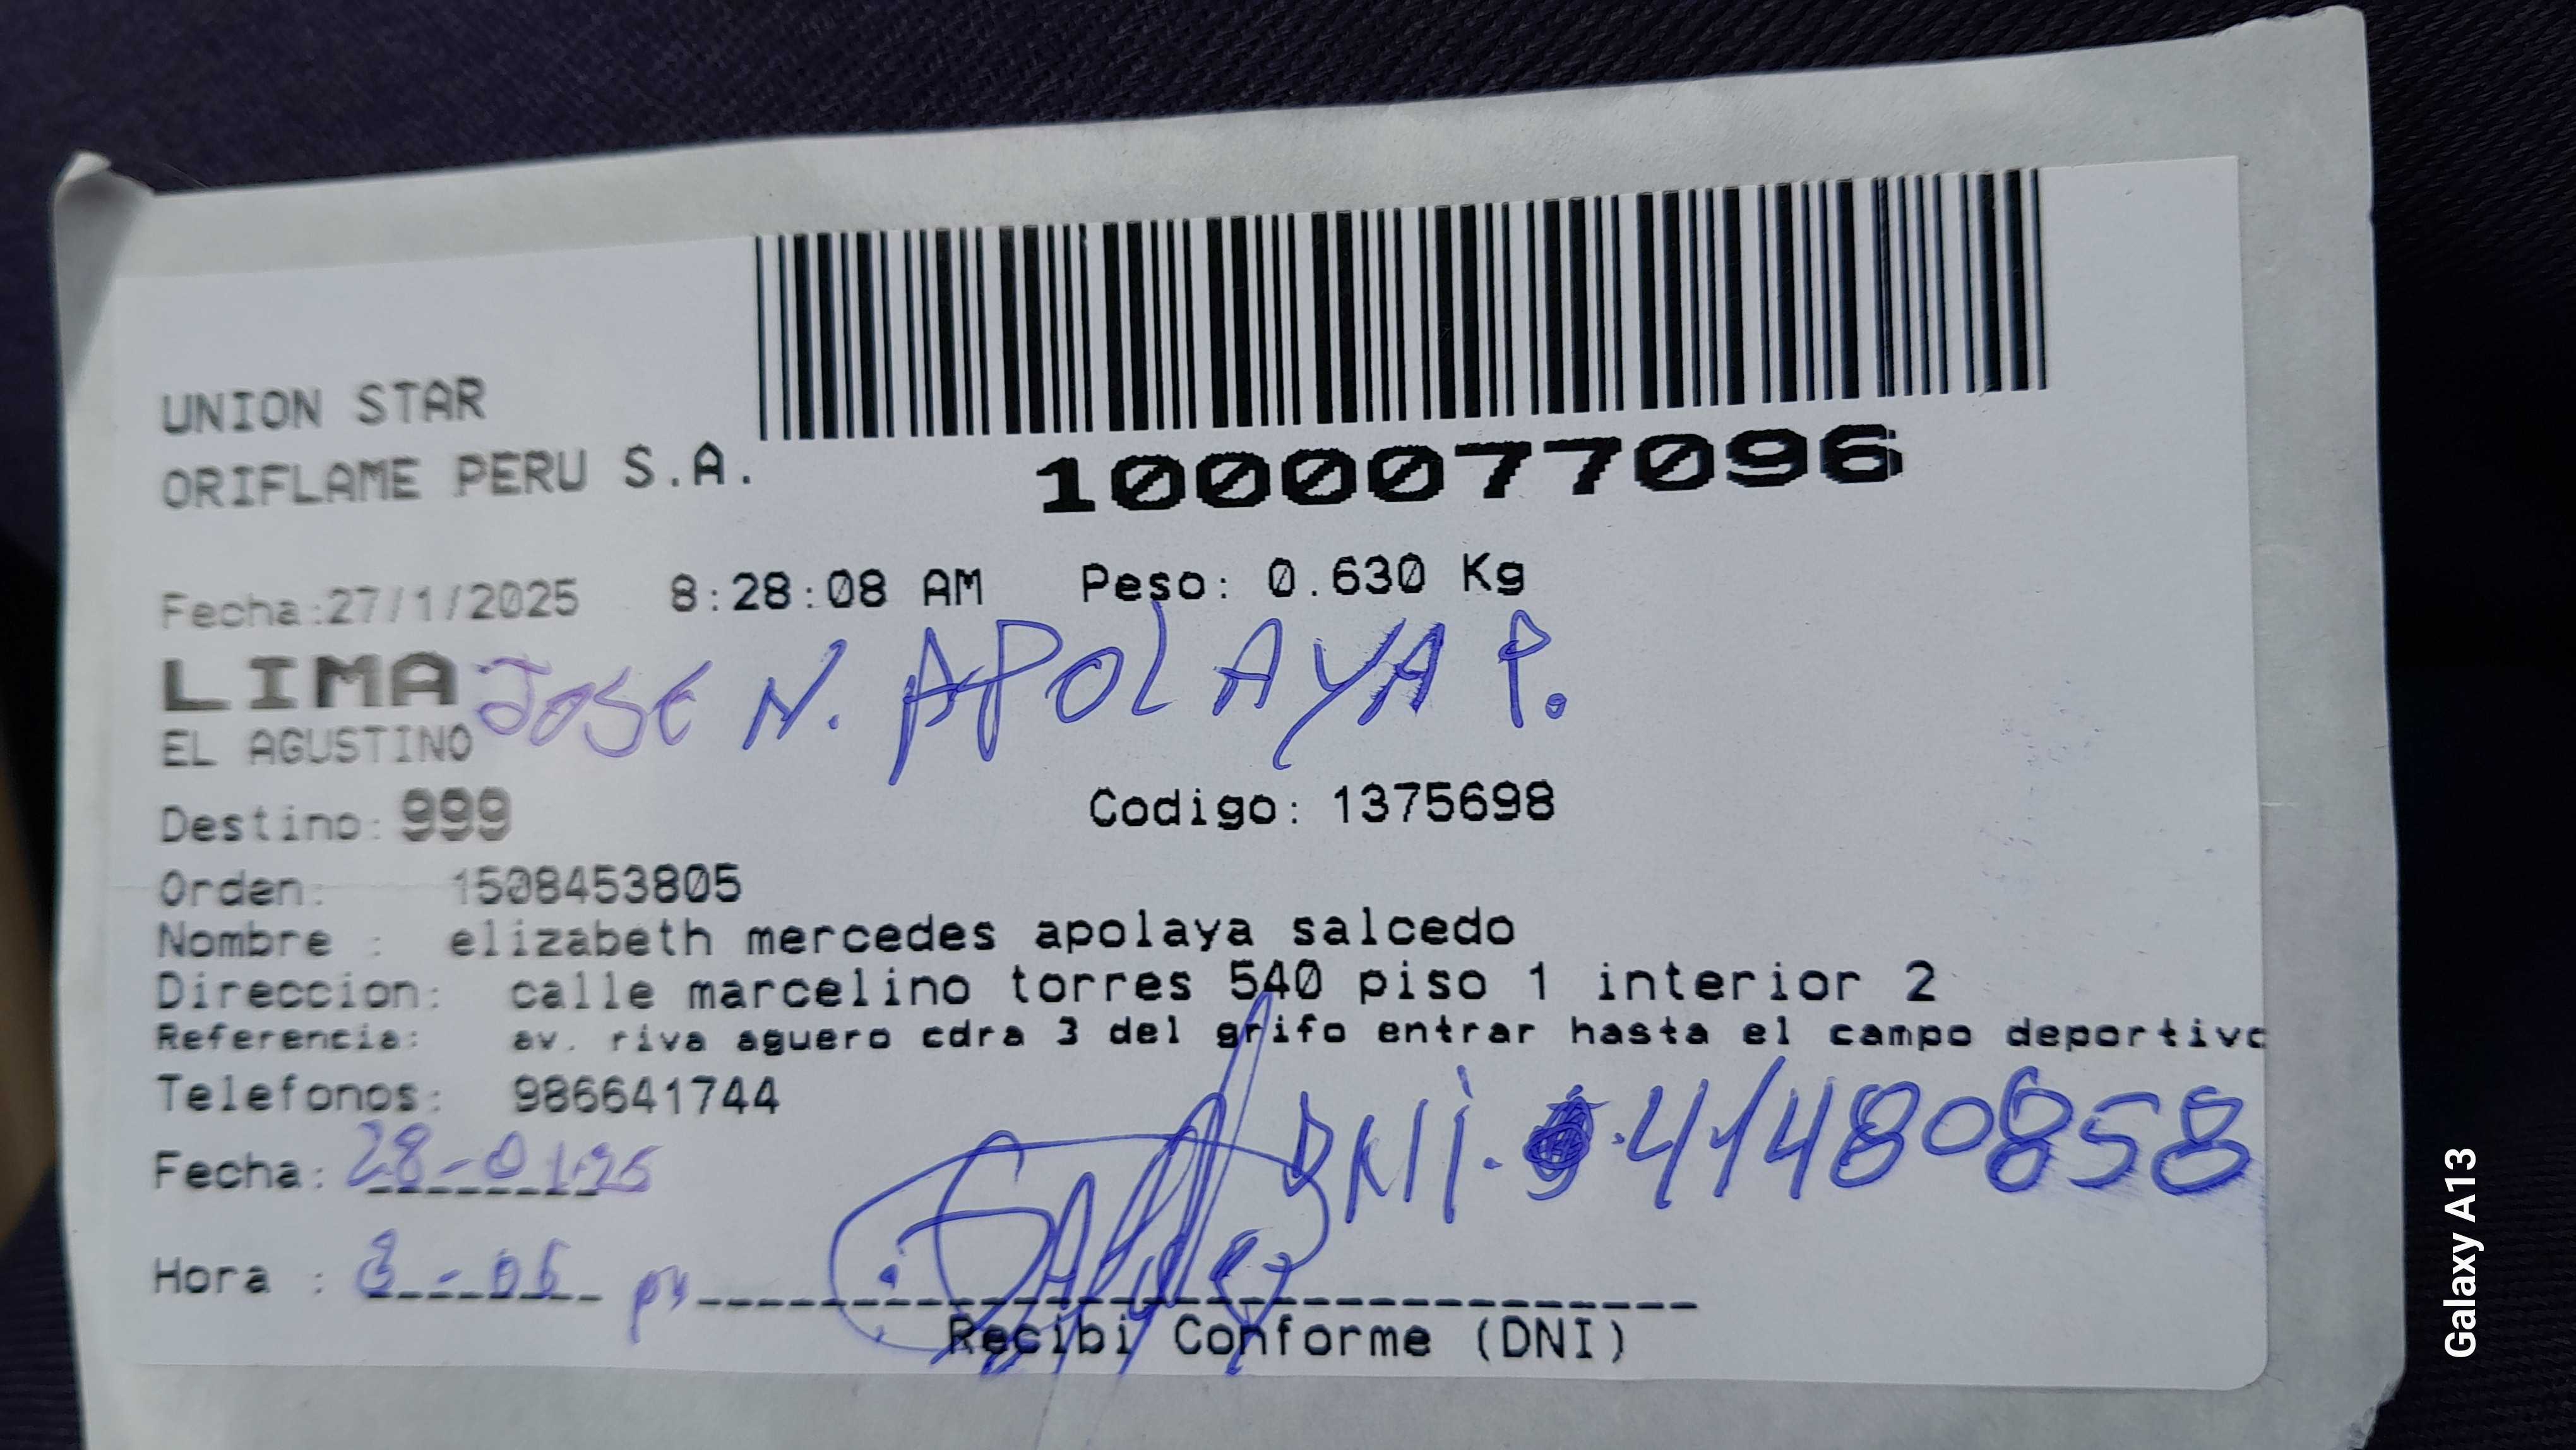 UNION STAR
ORIFLAME PERU S.A.
1000077096
Fecha:27/1/2025 8:28:08 AM Peso: 0.630 Kg
LIMA JOSE N. APOLAYA P.
EL AGUSTINO
Destino: 999 Codigo: 1375698
Orden: 1508453805
Nombre : elizabeth mercedes apolaya salcedo
Direccion: calle marcelino torres 540 piso 1 interior 2
Referencia: av. riva aguero cdra 3 del grifo entrar hasta el campo deportivo
Telefonos: 986641744
DNI. 41480858
Fecha: 28-01-25
Hora :
Recibi Conforme (DNI)
Galaxy A13